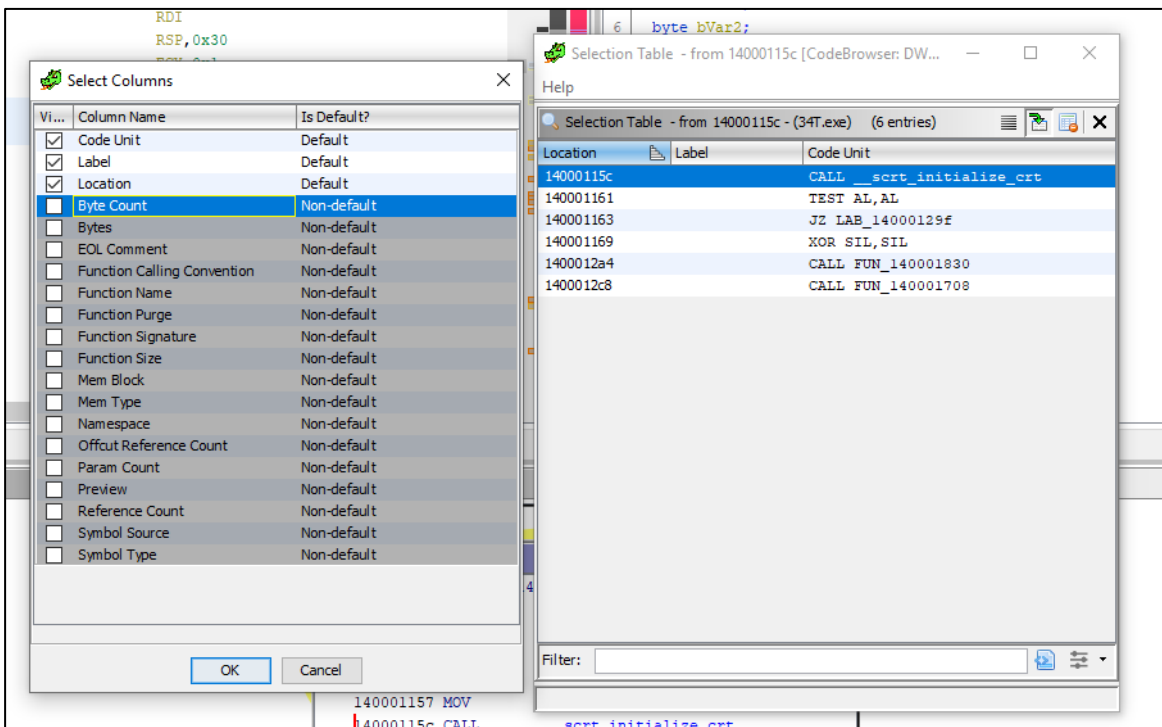 RDI
RSP,0x30
6 byte bVar2;
Select Columns
Vi... Column Name Is Default?
Code Unit Default
Label Default
Location Default
Byte Count Non-default
Bytes Non-default
EOL Comment Non-default
Function Calling Convention Non-default
Function Name Non-default
Function Purge Non-default
Function Signature Non-default
Function Size Non-default
Mem Block Non-default
Mem Type Non-default
Namespace Non-default
Offcut Reference Count Non-default
Param Count Non-default
Preview Non-default
Reference Count Non-default
Symbol Source Non-default
Symbol Type Non-default
OK Cancel
Selection Table - from 14000115c [CodeBrowser: DW...
Help
Selection Table - from 14000115c - (34T.exe) (6 entries)
Location Label Code Unit
14000115c CALL __scrt_initialize_crt
140001161 TEST AL,AL
140001163 JZ LAB_14000129f
140001169 XOR SIL,SIL
1400012a4 CALL FUN_140001830
1400012c8 CALL FUN_140001708
Filter:
140001157 MOV
14000115c CALL scrt initialize crt